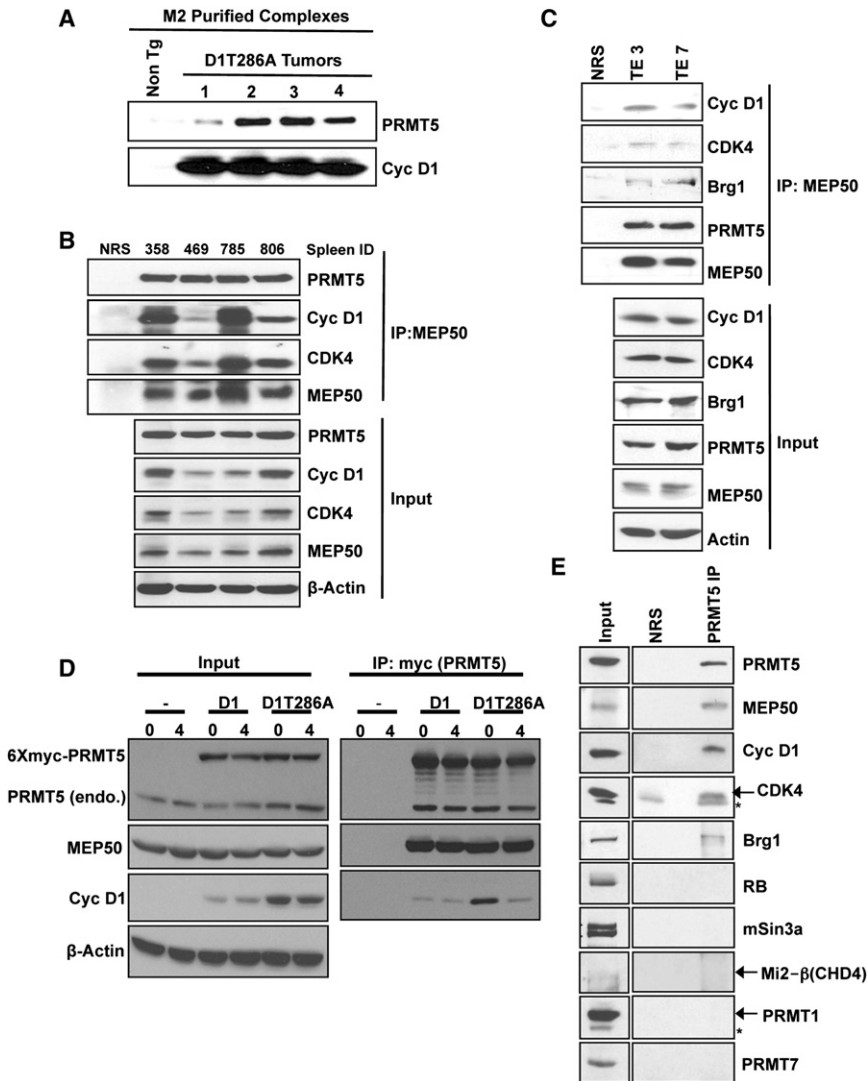 A
M2 Purified Complexes
Non Tg
D1T286A Tumors
1 2 3 4
PRMT5
Cyc D1
B
NRS 358 469 785 806 Spleen ID
PRMT5
Cyc D1
CDK4
MEP50
IP:MEP50
PRMT5
Cyc D1
CDK4
MEP50
β-Actin
Input
C
NRS TE 3 TE 7
Cyc D1
CDK4
Brg1
PRMT5
MEP50
IP: MEP50
Cyc D1
CDK4
Brg1
PRMT5
MEP50
Actin
Input
D
Input IP: myc (PRMT5)
- D1 D1T286A - D1 D1T286A
0 4 0 4 0 4 0 4 0 4 0 4
6Xmyc-PRMT5
PRMT5 (endo.)
MEP50
Cyc D1
β-Actin
E
Input NRS PRMT5 IP
PRMT5
MEP50
Cyc D1
CDK4
*
Brg1
RB
mSin3a
Mi2-β(CHD4)
PRMT1
*
PRMT7